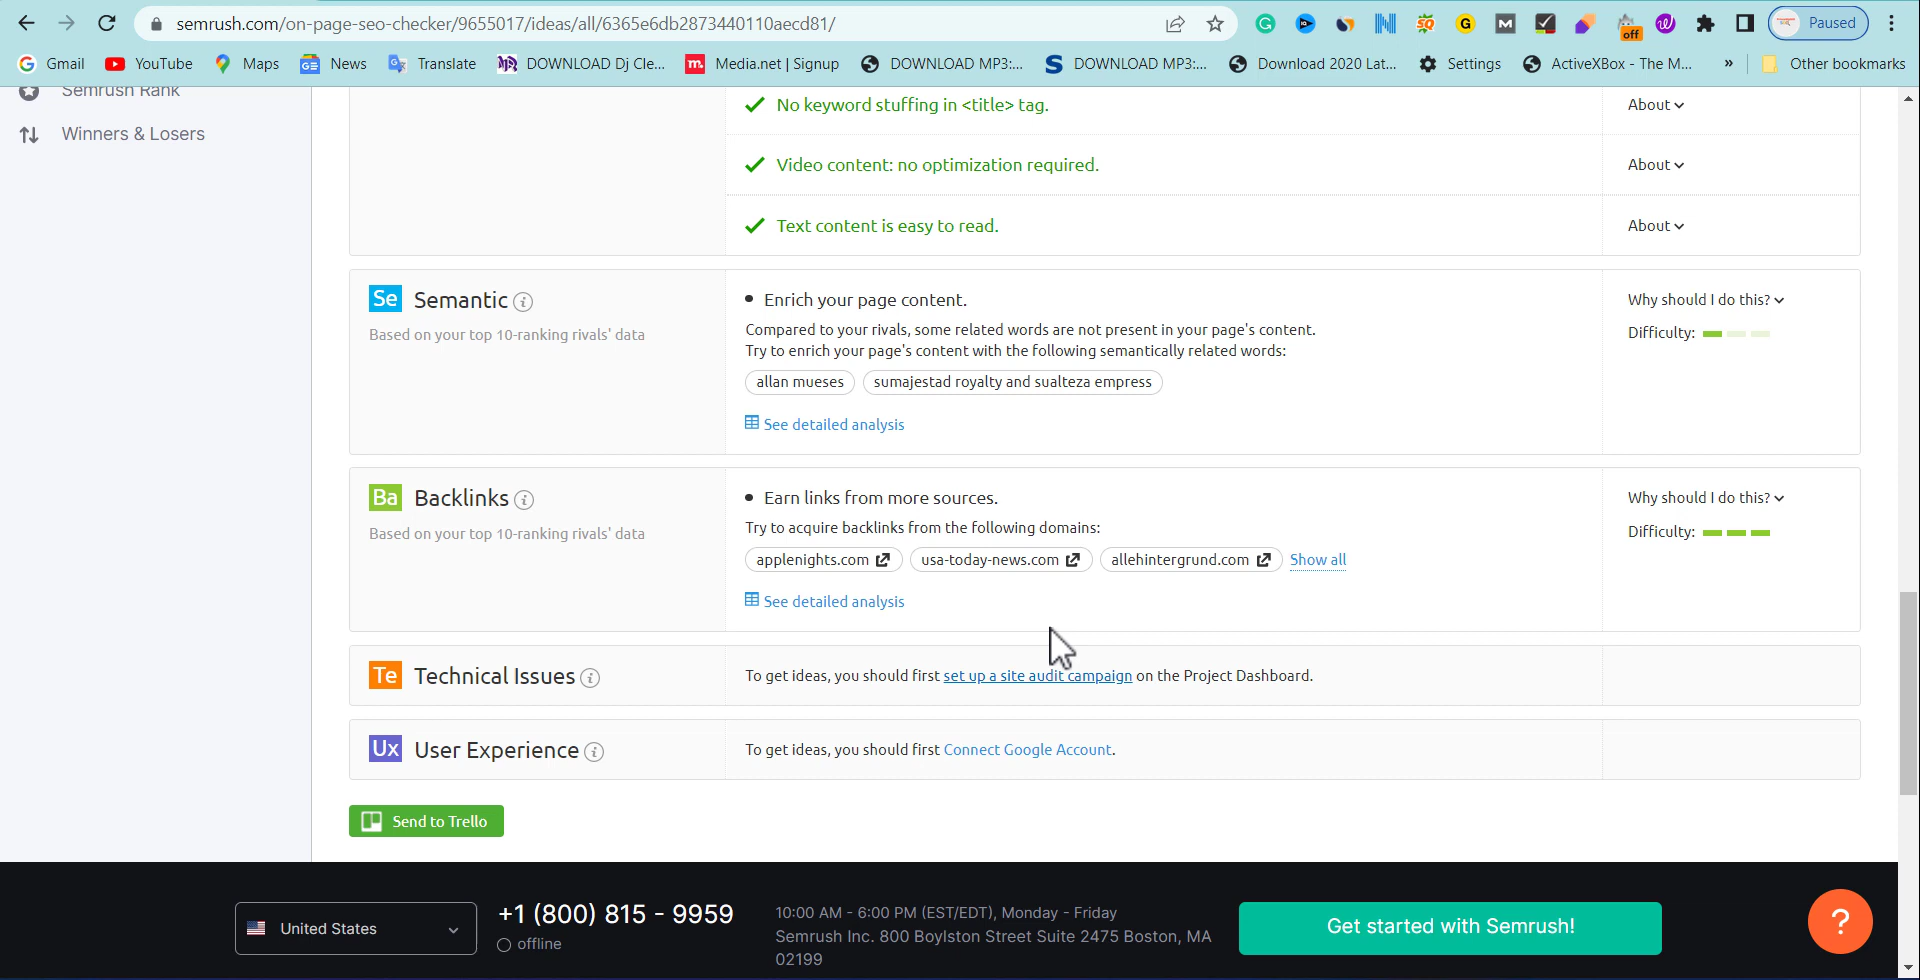 semrush.com/on-page-seo-checker/9655017/ideas/all/6365e6db2873440110aecd81/
Paused
off
Gmail YouTube Maps News Translate DOWNLOAD Dj Cle... Media.net | Signup DOWNLOAD MP3:... DOWNLOAD MP3:... Download 2020 Lat... Settings ActiveXBox - The M... » Other bookmarks
Semrush Rank
Winners & Losers
No keyword stuffing in <title> tag. About
Video content: no optimization required. About
Text content is easy to read. About
Se Semantic
Based on your top 10-ranking rivals' data
• Enrich your page content.
Compared to your rivals, some related words are not present in your page's content.
Try to enrich your page's content with the following semantically related words:
allan mueses sumajestad royalty and sualteza empress
See detailed analysis
Why should I do this?
Difficulty:
Ba Backlinks
Based on your top 10-ranking rivals' data
• Earn links from more sources.
Try to acquire backlinks from the following domains:
applenights.com usa-today-news.com allehintergrund.com Show all
See detailed analysis
Why should I do this?
Difficulty:
Te Technical Issues
To get ideas, you should first set up a site audit campaign on the Project Dashboard.
Ux User Experience
To get ideas, you should first Connect Google Account.
Send to Trello
United States
+1 (800) 815 - 9959
offline
10:00 AM - 6:00 PM (EST/EDT), Monday - Friday
Semrush Inc. 800 Boylston Street Suite 2475 Boston, MA
02199
Get started with Semrush!
?